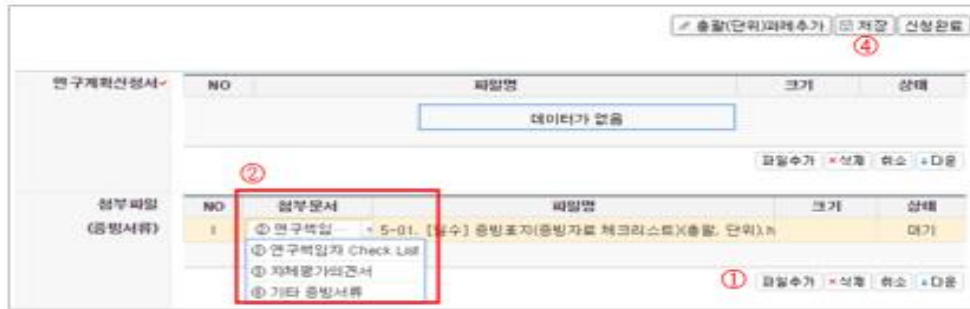 총괄(단위)과제추가 저장 신청완료
④
연구계획신청서 NO 파일명 크기 상태
데이터가 없음
파일추가 삭제 취소 다운
②
첨부파일 NO 첨부문서 파일명 크기 상태
(증빙서류) 1 연구책임… 5-01. [필수] 증빙표지(증빙자료 체크리스트)(총괄, 단위).h 대기
연구책임자 Check List
자체평가의견서
기타 증빙서류
① 파일추가 삭제 취소 다운